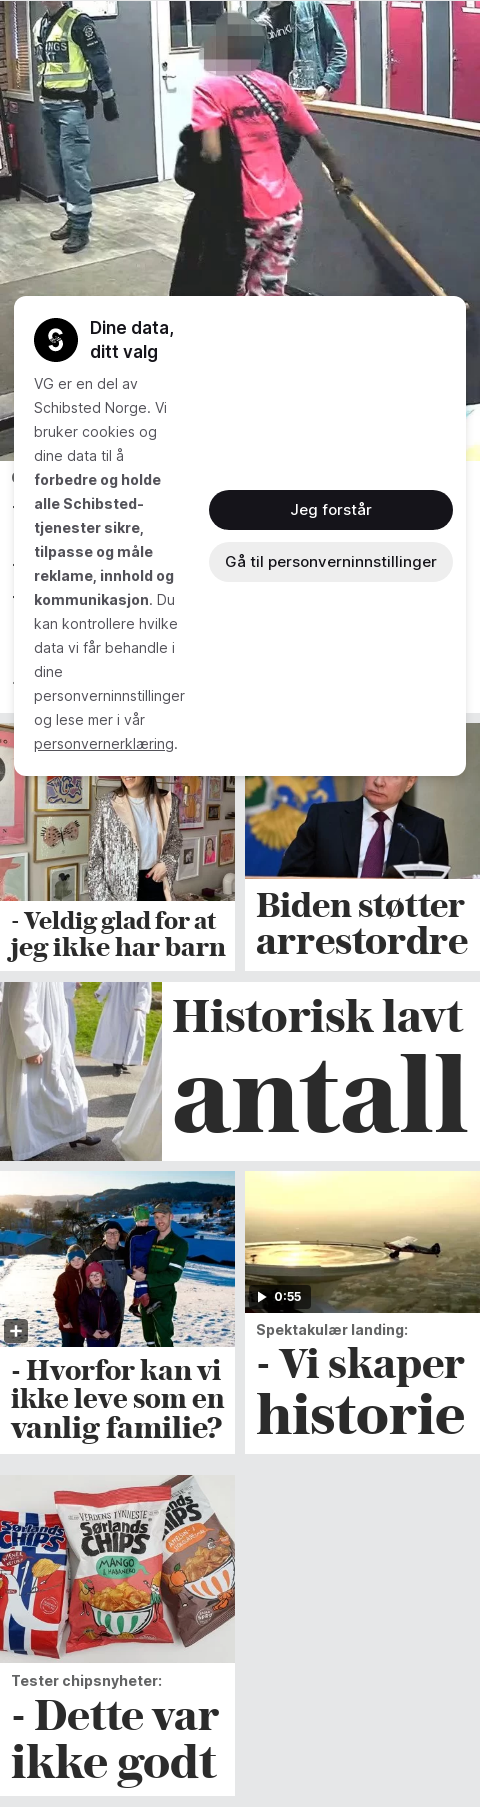 Dine data,
ditt valg
VG er en del av
Schibsted Norge. Vi
bruker cookies og
dine data til å
forbedre og holde
alle Schibsted-
tjenester sikre,
tilpasse og måle
reklame, innhold og
kommunikasjon. Du
kan kontrollere hvilke
data vi får behandle i
dine
personverninnstillinger
og lese mer i vår
personvernerklæring.
Jeg forstår
Gå til personverninnstillinger
- Veldig glad for at
jeg ikke har barn
Biden støtter
arrestordre
Historisk lavt
antall
- Hvorfor kan vi
ikke leve som en
vanlig familie?
0:55
Spektakulær landing:
- Vi skaper
historie
VERDENS TYNNESTE
Sørlands
CHIPS
MANGO
& HABANERO
Tester chipsnyheter:
- Dette var
ikke godt